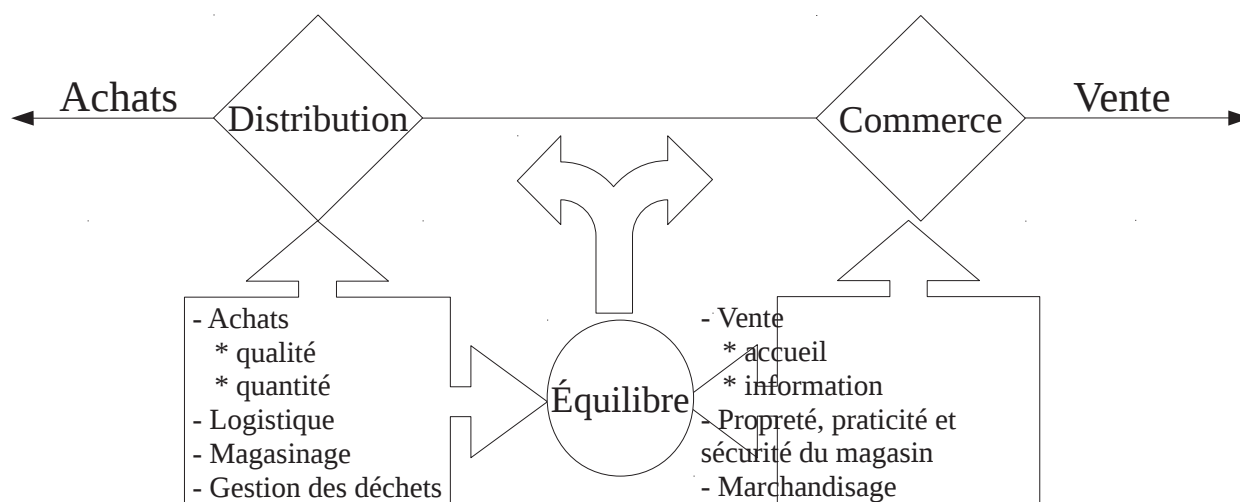 Achats
Distribution
Commerce
Vente
- Achats
* qualité
* quantité
- Logistique
- Magasinage
- Gestion des déchets
Équilibre
- Vente
* accueil
* information
- Propreté, praticité et
sécurité du magasin
- Marchandisage